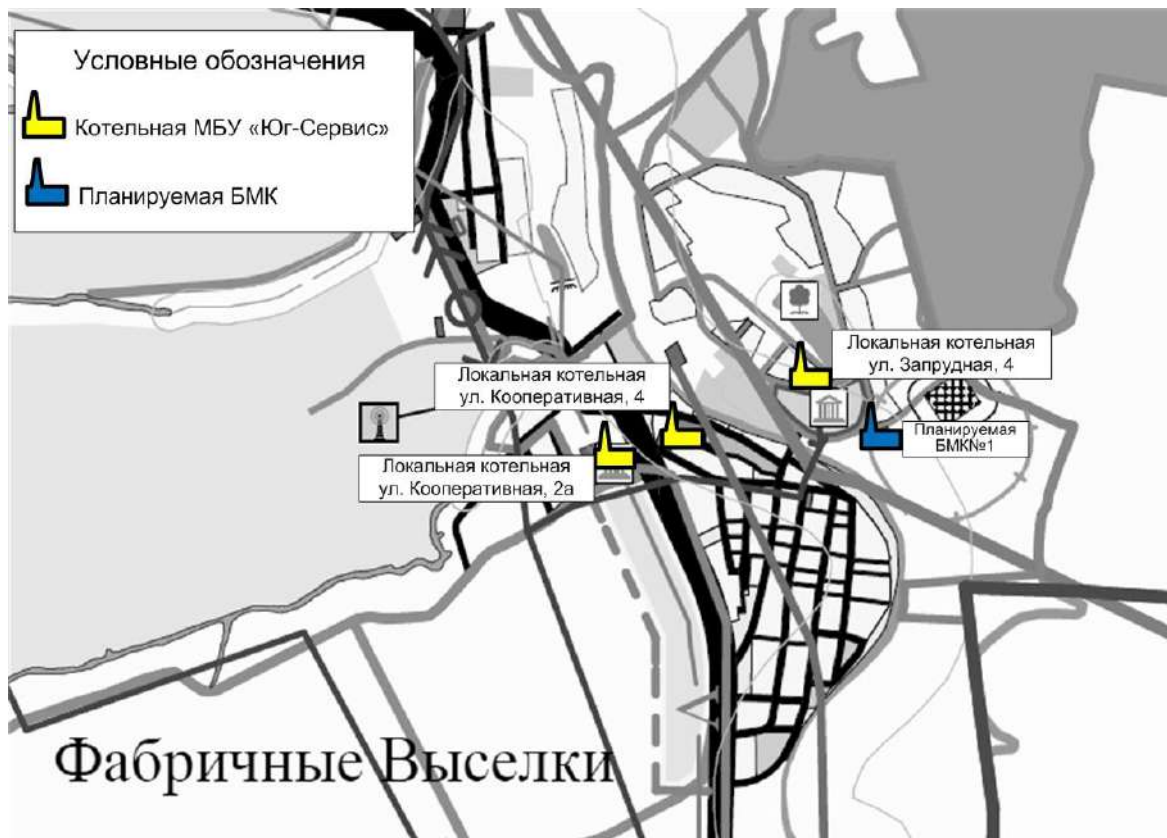 Условные обозначения
Котельная МБУ «Юг-Сервис»
Планируемая БМК
Локальная котельная
ул. Запрудная, 4
Локальная котельная
ул. Кооперативная, 4
Планируемая
БМК№1
Локальная котельная
ул. Кооперативная, 2а
Фабричные Выселки